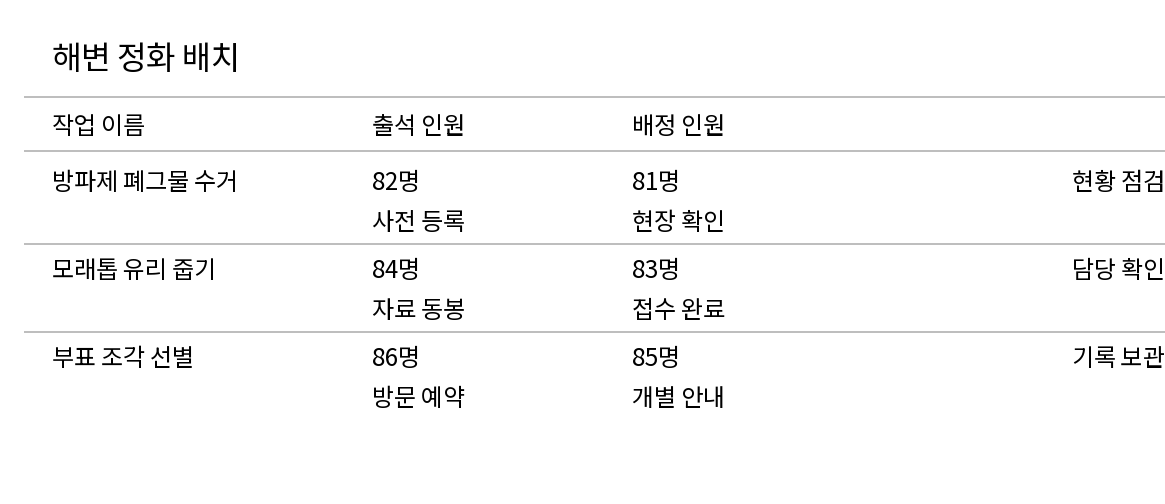 해변 정화 배치
작업 이름 출석 인원 배정 인원
방파제 폐그물 수거 82명 81명 현황 점검
사전 등록 현장 확인
모래톱 유리 줍기 84명 83명 담당 확인
자료 동봉 접수 완료
부표 조각 선별 86명 85명 기록 보관
방문 예약 개별 안내